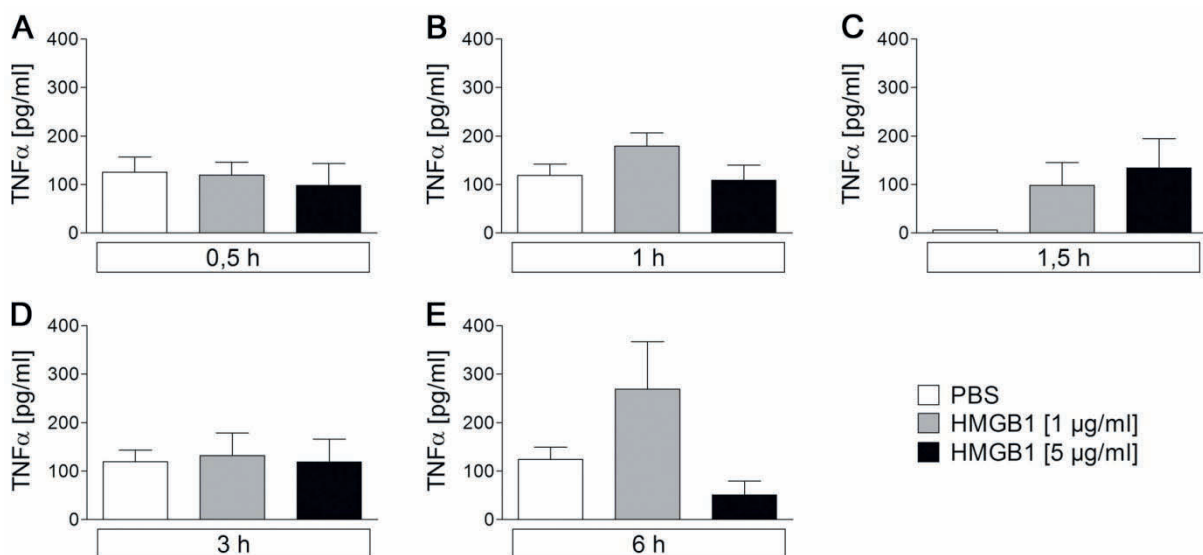 A
TNFα [pg/ml]
400
300
200
100
0
0,5 h
B
TNFα [pg/ml]
400
300
200
100
0
1 h
C
TNFα [pg/ml]
400
300
200
100
0
1,5 h
D
TNFα [pg/ml]
400
300
200
100
0
3 h
E
TNFα [pg/ml]
400
300
200
100
0
6 h
PBS
HMGB1 [1 µg/ml]
HMGB1 [5 µg/ml]